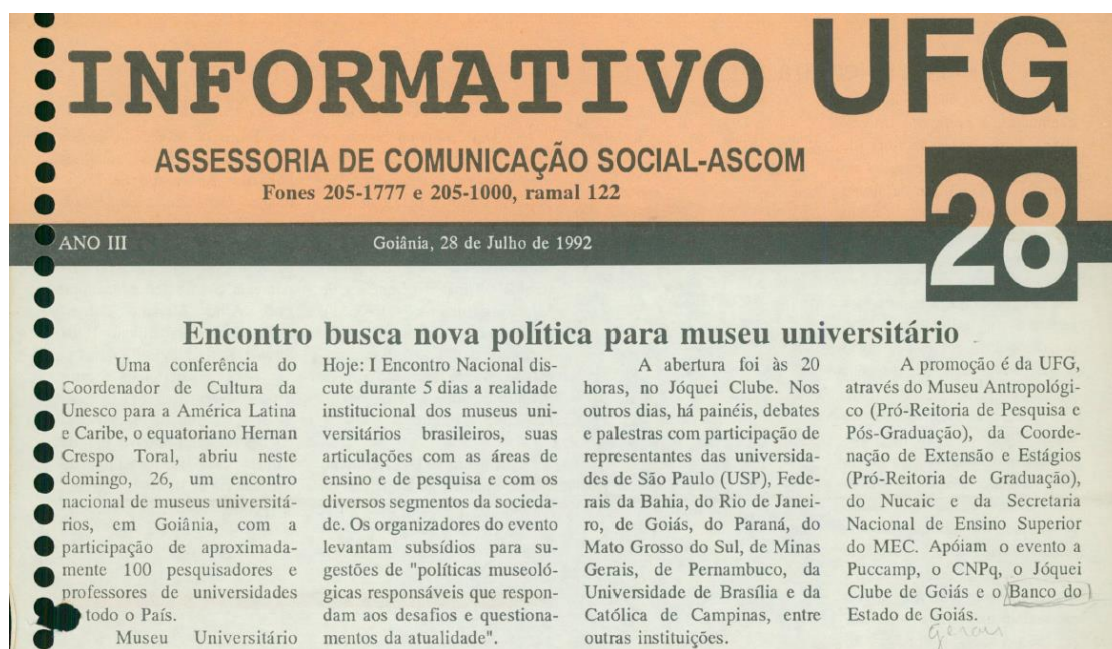 INFORMATIVO UFG
ASSESSORIA DE COMUNICAÇÃO SOCIAL-ASCOM
Fones 205-1777 e 205-1000, ramal 122
28
ANO III
Goiânia, 28 de Julho de 1992
Encontro busca nova política para museu universitário
Uma conferência do
Coordenador de Cultura da
Unesco para a América Latina
e Caribe, o equatoriano Hernan
Crespo Toral, abriu neste
domingo, 26, um encontro
nacional de museus universitá-
rios, em Goiânia, com a
participação de aproximada-
mente 100 pesquisadores e
professores de universidades
todo o País.
Museu Universitário
Hoje: I Encontro Nacional dis-
cute durante 5 dias a realidade
institucional dos museus uni-
versitários brasileiros, suas
articulações com as áreas de
ensino e de pesquisa e com os
diversos segmentos da socieda-
de. Os organizadores do evento
levantam subsídios para su-
gestões de "políticas museoló-
gicas responsáveis que respon-
dam aos desafios e questiona-
mentos da atualidade".
A abertura foi às 20
horas, no Jóquei Clube. Nos
outros dias, há painéis, debates
e palestras com participação de
representantes das universida-
des de São Paulo (USP), Fede-
rais da Bahia, do Rio de Janei-
ro, de Goiás, do Paraná, do
Mato Grosso do Sul, de Minas
Gerais, de Pernambuco, da
Universidade de Brasília e da
Católica de Campinas, entre
outras instituições.
A promoção é da UFG,
através do Museu Antropológi-
co (Pró-Reitoria de Pesquisa e
Pós-Graduação), da Coorde-
nação de Extensão e Estágios
(Pró-Reitoria de Graduação),
do Nucaic e da Secretaria
Nacional de Ensino Superior
do MEC. Apóiam o evento a
Puccamp, o CNPq, o Jóquei
Clube de Goiás e o Banco do
Estado de Goiás.
Gerais